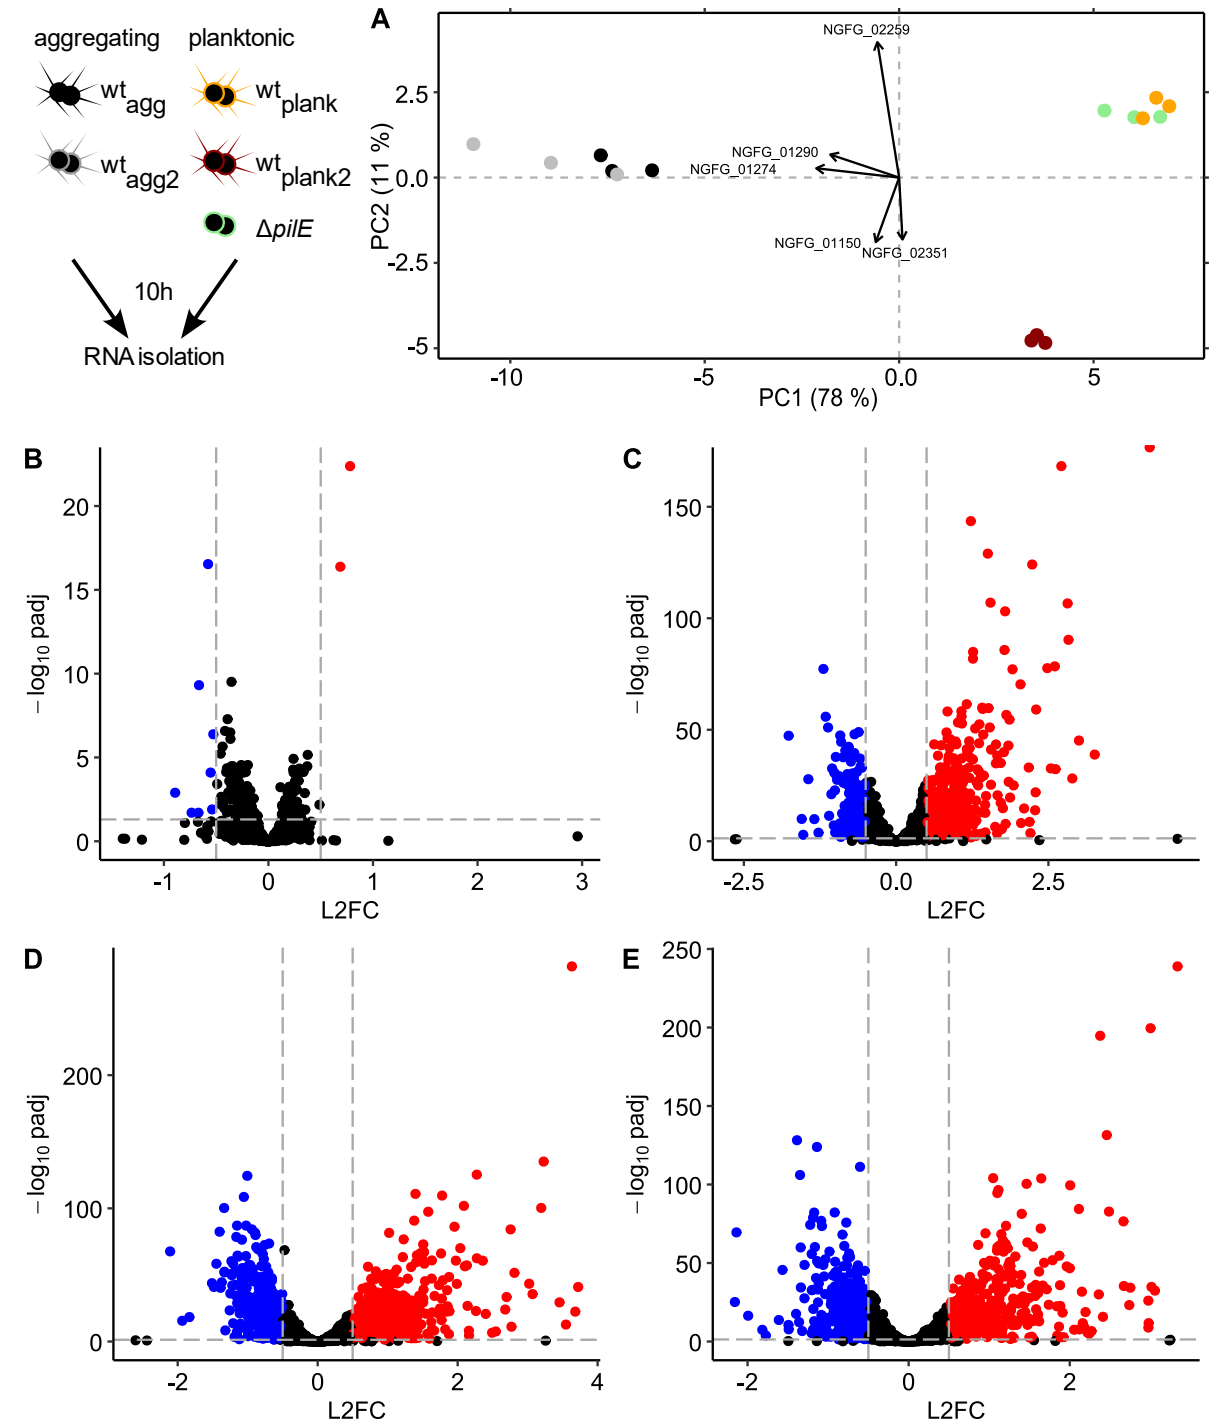 aggregating planktonic
wt agg wt plank
wt agg2 wt plank2
ΔpilE
10h
RNA isolation
A
PC2 (11 %)
2.5
0.0
-2.5
-5
NGFG_02259
NGFG_01290
NGFG_01274
NGFG_01150
NGFG_02351
-10 -5 0.0 5
PC1 (78 %)
B
− log10 padj
20
15
10
5
0
-1 0 1 2 3
L2FC
C
− log10 padj
150
100
50
0
-2.5 0.0 2.5
L2FC
D
− log10 padj
200
100
0
-2 0 2 4
L2FC
E
− log10 padj
250
200
150
100
50
0
-2 0 2
L2FC